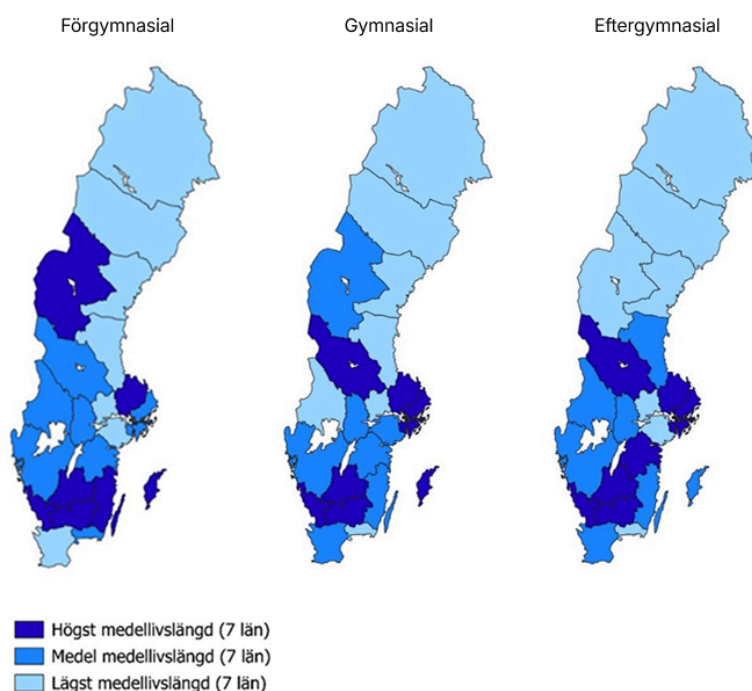 Förgymnasial
Gymnasial
Eftergymnasial
Högst medellivslängd (7 län)
Medel medellivslängd (7 län)
Lägst medellivslängd (7 län)